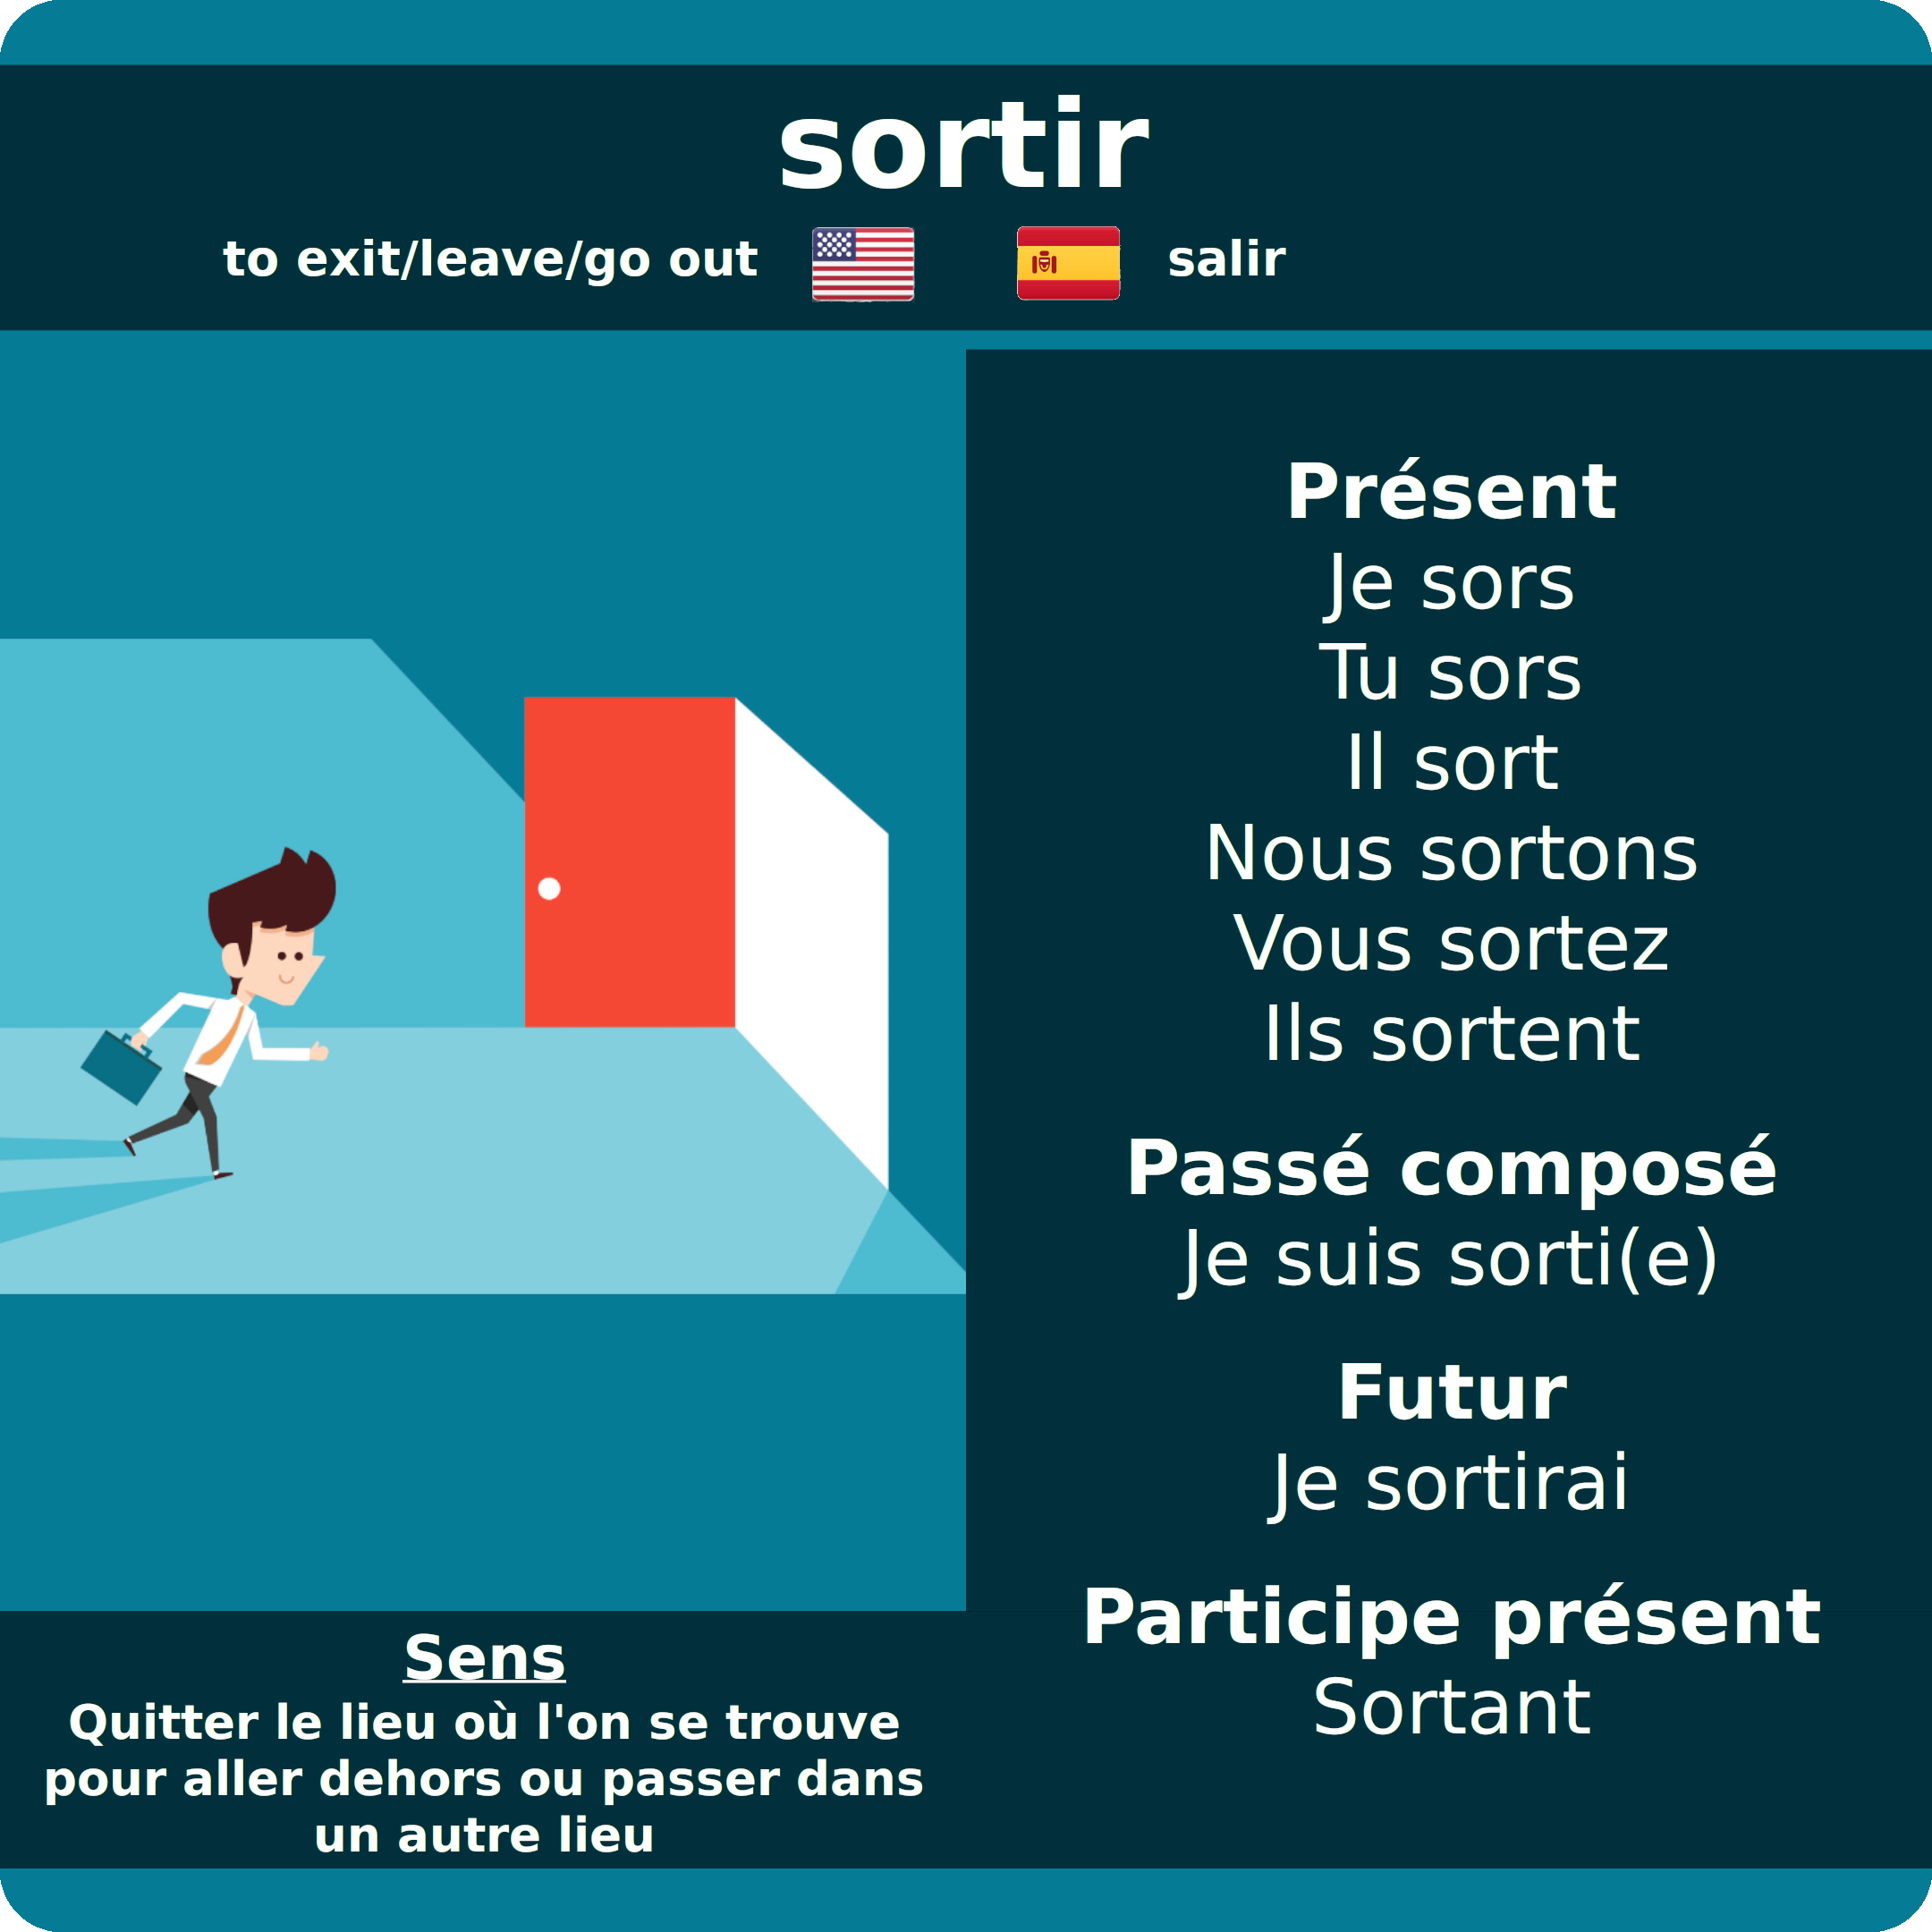 sortir
to exit/leave/go out
salir
Présent
Je sors
Tu sors
Il sort
Nous sortons
Vous sortez
Ils sortent
Passé composé
Je suis sorti(e)
Futur
Je sortirai
Participe présent
Sortant
Sens
Quitter le lieu où l'on se trouve
pour aller dehors ou passer dans
un autre lieu